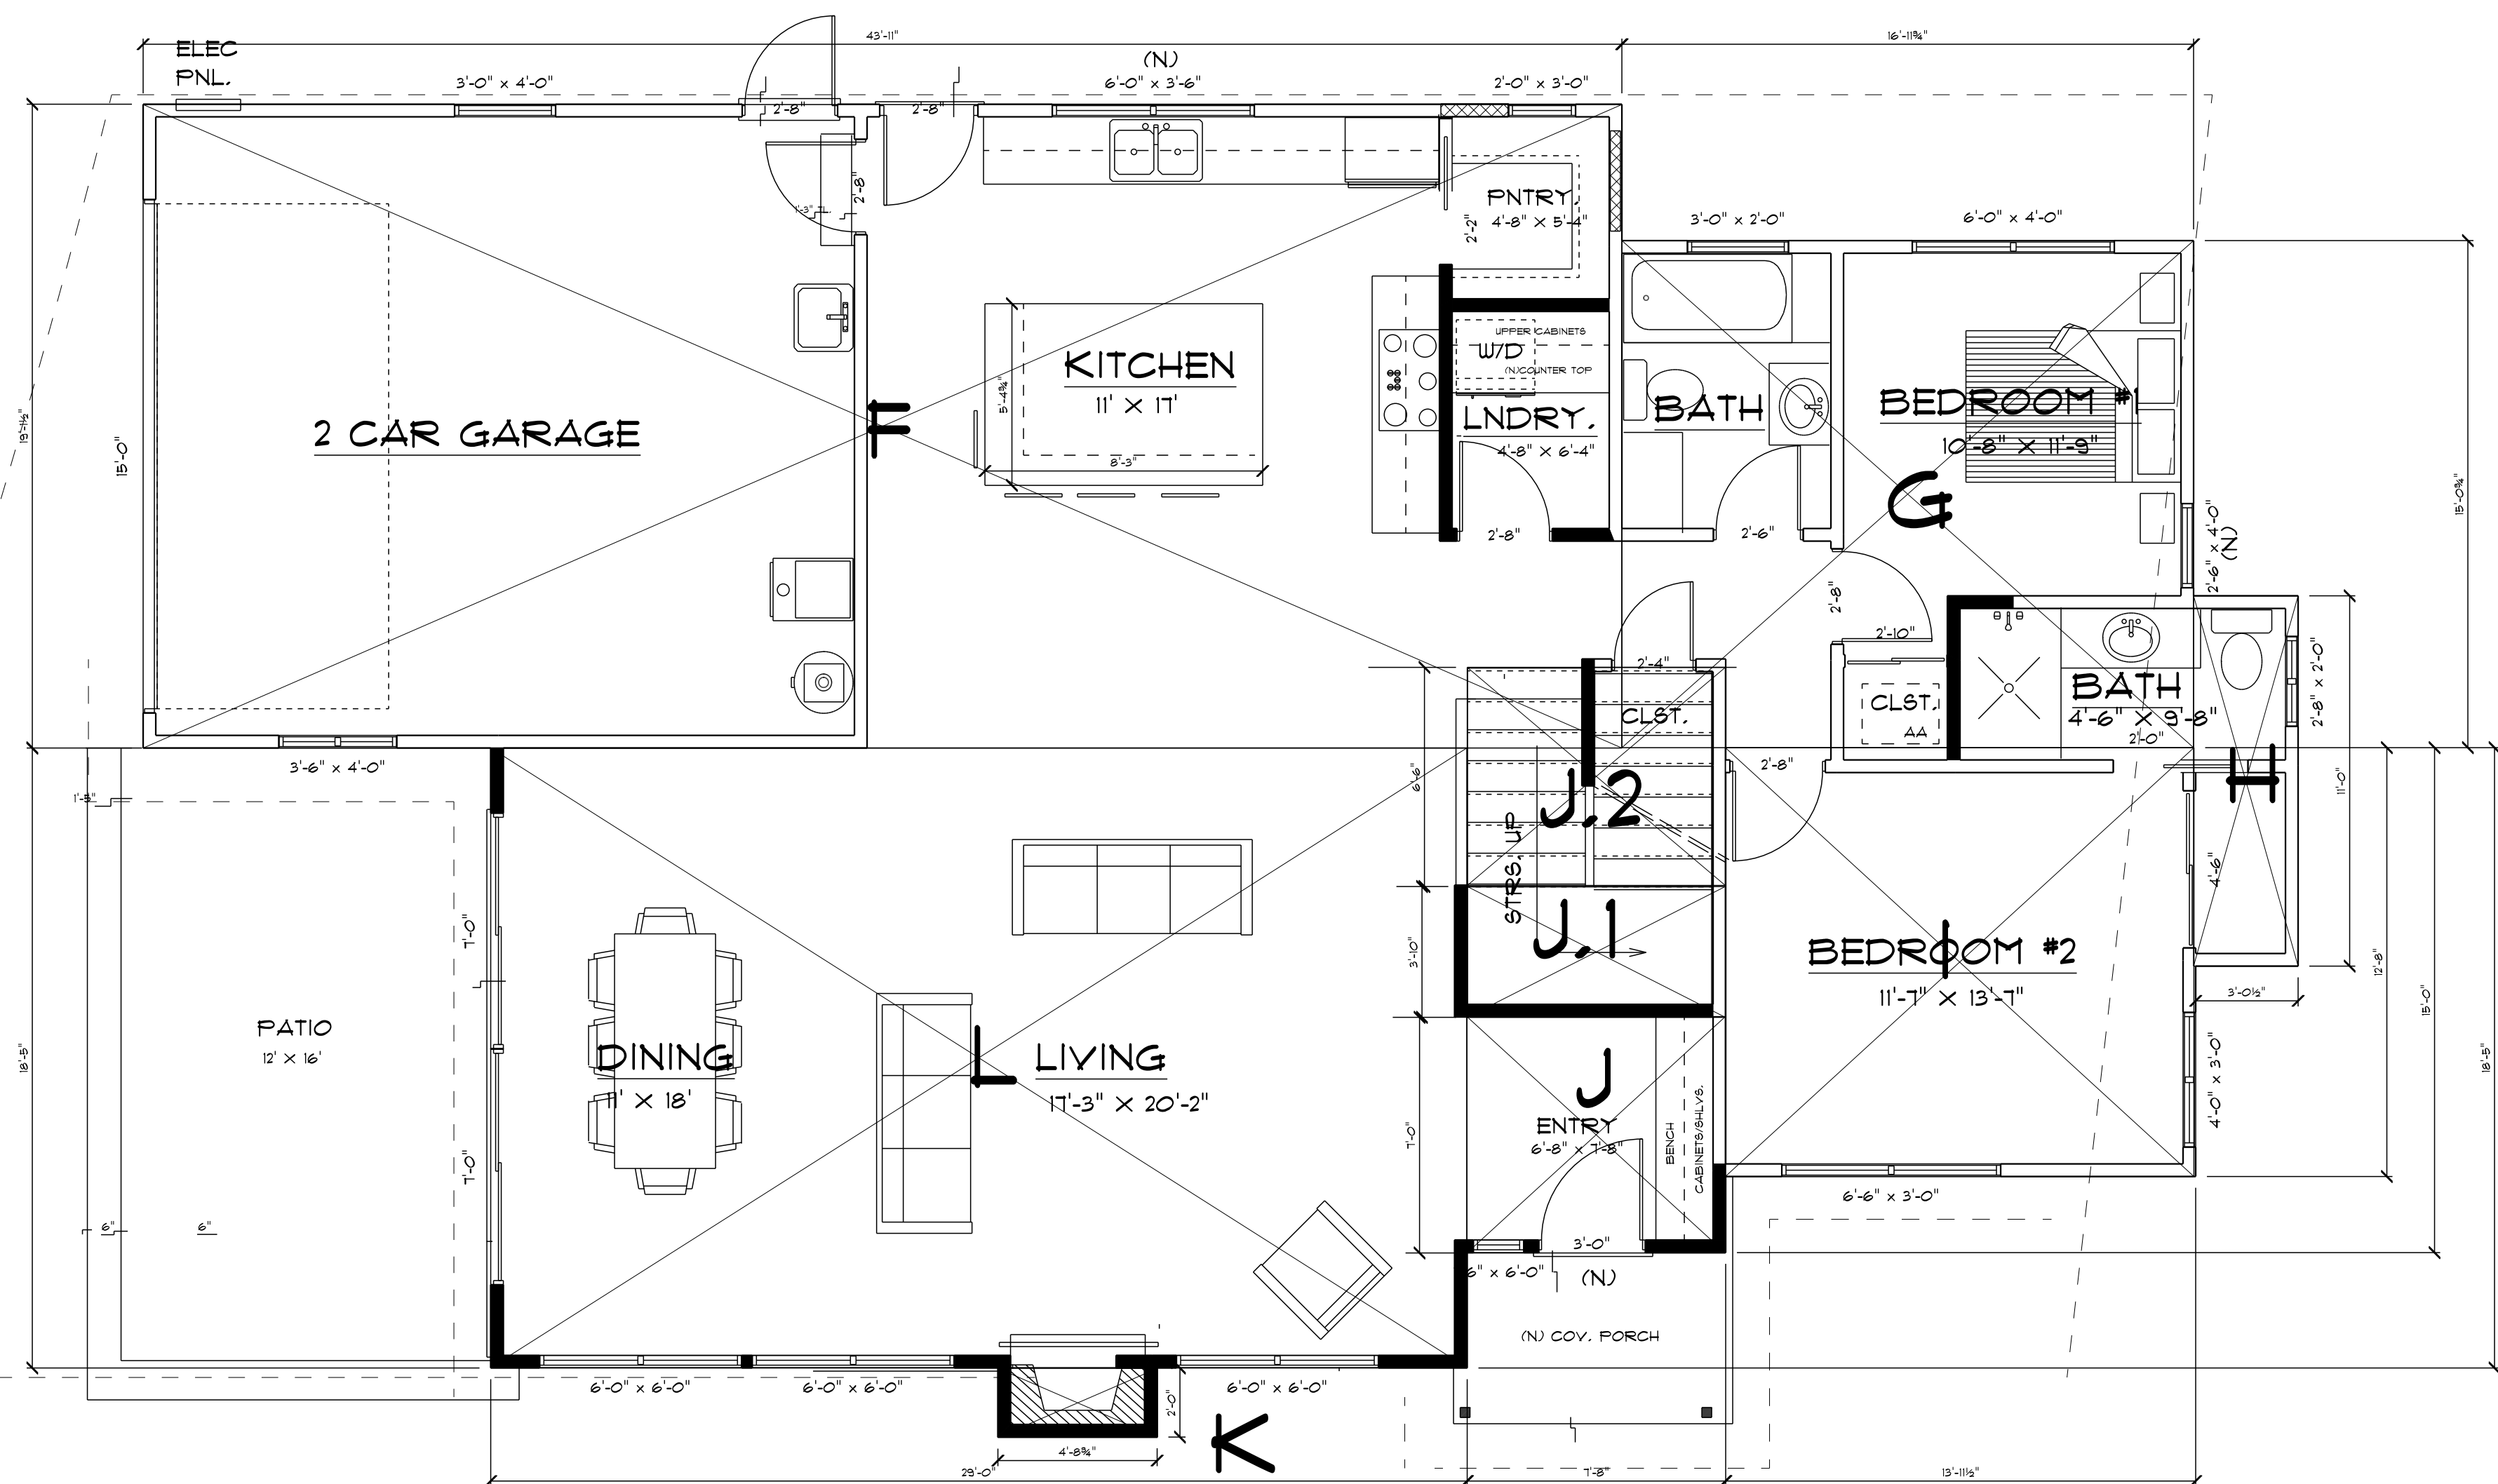 43'-11"
16'-11¾"
ELEC
PNL.
3'-0" x 4'-0"
(N)
6'-0" x 3'-6"
2'-0" x 3'-0"
2'-8"
2'-8"
2'-8"
PNTRY.
4'-8" X 5'-4"
2'-2"
3'-0" x 2'-0"
6'-0" x 4'-0"
19'-11½"
15'-0"
2 CAR GARAGE
F
KITCHEN
11' X 17'
5'-4¾"
8'-3"
UPPER CABINETS
W/D
(N)COUNTER TOP
LNDRY.
4'-8" X 6'-4"
BATH
BEDROOM #1
10'-8" X 11'-9"
G
2'-6" x 4'-0"
(N)
15'-0¾"
2'-8"
2'-6"
2'-8"
2'-10"
2'-4"
CLST.
CLST.
AA
BATH
4'-6" X 9'-8"
2'-0"
2'-8" x 2'-0"
H
11'-0"
3'-6" x 4'-0"
2'-8"
6'-6"
J.2
STRS. UP
J.1
3'-10"
7'-0"
4'-6"
BEDROOM #2
11'-7" X 13'-7"
I
3'-0½"
12'-8"
15'-0"
18'-5"
18'-5"
PATIO
12' X 16'
DINING
11' X 18'
L
LIVING
17'-3" X 20'-2"
J
ENTRY
6'-8" x 7'-8"
BENCH
CABINETS/SHLVS.
7'-0"
4'-0" x 3'-0"
7'-0"
6'-6" x 3'-0"
6"
6"
3'-0"
6" x 6'-0"
(N)
(N) COV. PORCH
6'-0" x 6'-0"
6'-0" x 6'-0"
6'-0" x 6'-0"
2'-0"
K
4'-8¾"
29'-0"
7'-8"
13'-11½"